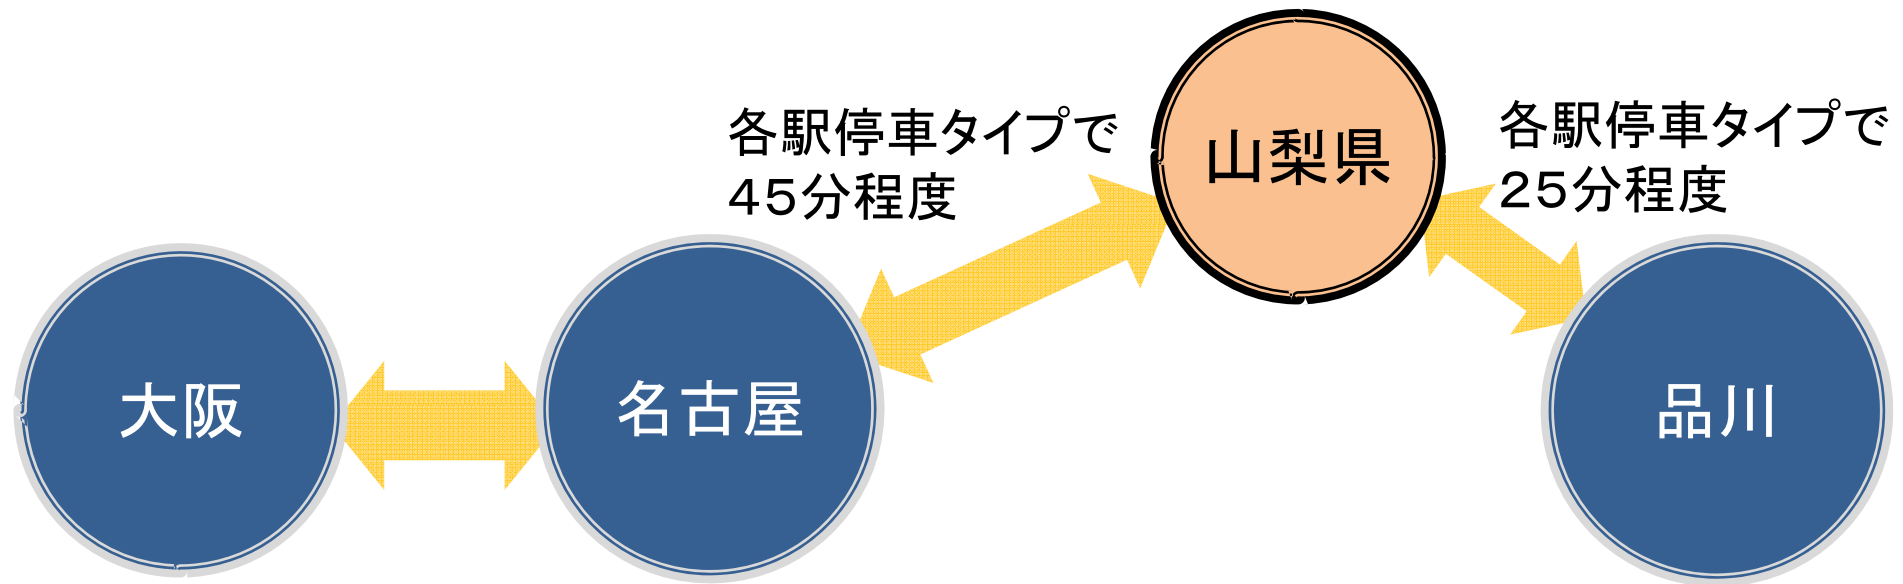 各駅停車タイプで
45分程度
山梨県
各駅停車タイプで
25分程度
大阪
名古屋
品川